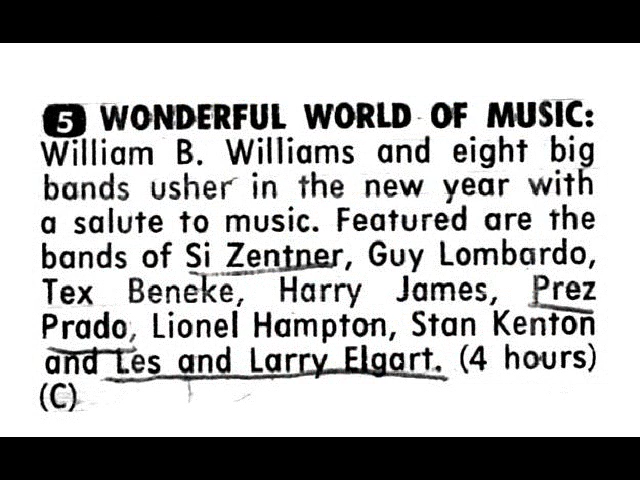 5 WONDERFUL WORLD OF MUSIC:
William B. Williams and eight big
bands usher in the new year with
a salute to music. Featured are the
bands of Si Zentner, Guy Lombardo,
Tex Beneke, Harry James, Prez
Prado, Lionel Hampton, Stan Kenton
and Les and Larry Elgart. (4 hours)
(C)